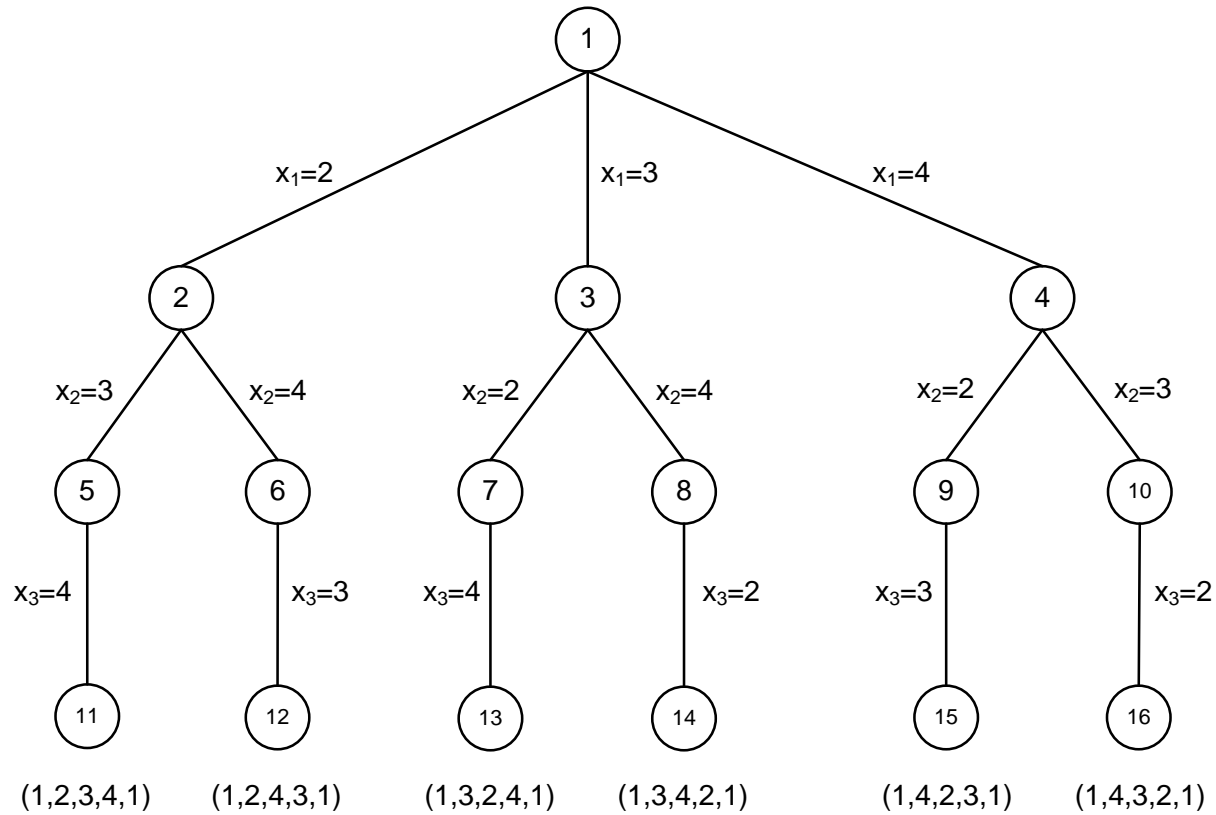 1
x₁=2
x₁=3
x₁=4
2
3
4
x₂=3
x₂=4
x₂=2
x₂=4
x₂=2
x₂=3
5
6
7
8
9
10
x₃=4
x₃=3
x₃=4
x₃=2
x₃=3
x₃=2
11
12
13
14
15
16
(1,2,3,4,1)
(1,2,4,3,1)
(1,3,2,4,1)
(1,3,4,2,1)
(1,4,2,3,1)
(1,4,3,2,1)